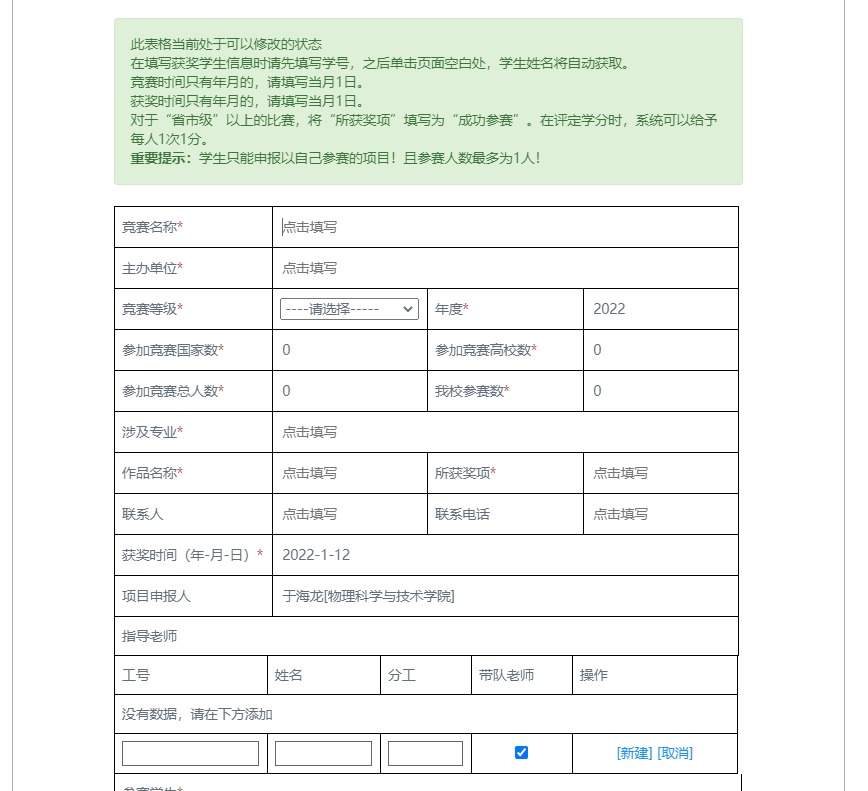 此表格当前处于可以修改的状态
在填写获奖学生信息时请先填写学号，之后单击页面空白处，学生姓名将自动获取。
竞赛时间只有年月的，请填写当月1日。
获奖时间只有年月的，请填写当月1日。
对于“省市级”以上的比赛，将“所获奖项”填写为“成功参赛”。在评定学分时，系统可以给予
每人1次1分。
重要提示：学生只能申报以自己参赛的项目！且参赛人数最多为1人！
竞赛名称* 点击填写
主办单位* 点击填写
竞赛等级* ----请选择----- 年度* 2022
参加竞赛国家数* 0 参加竞赛高校数* 0
参加竞赛总人数* 0 我校参赛数* 0
涉及专业* 点击填写
作品名称* 点击填写 所获奖项* 点击填写
联系人 点击填写 联系电话 点击填写
获奖时间（年-月-日）* 2022-1-12
项目申报人 于海龙[物理科学与技术学院]
指导老师
工号 姓名 分工 带队老师 操作
没有数据，请在下方添加
[新建] [取消]
参赛学生*